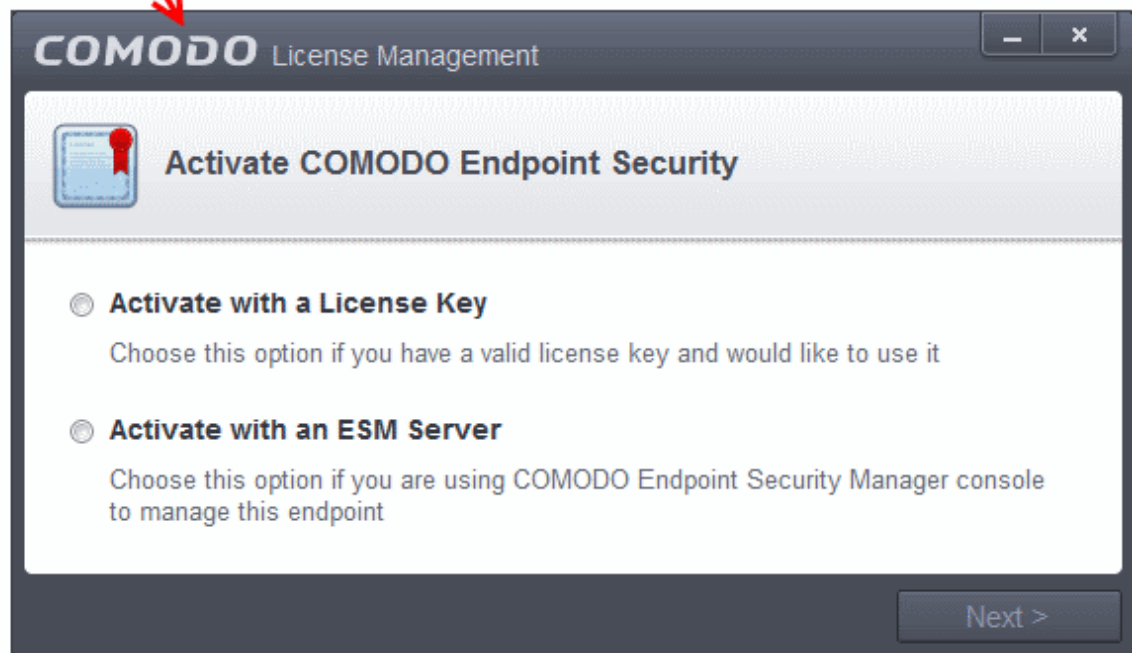 COMODO License Management
Activate COMODO Endpoint Security
Activate with a License Key
Choose this option if you have a valid license key and would like to use it
Activate with an ESM Server
Choose this option if you are using COMODO Endpoint Security Manager console
to manage this endpoint
Next >